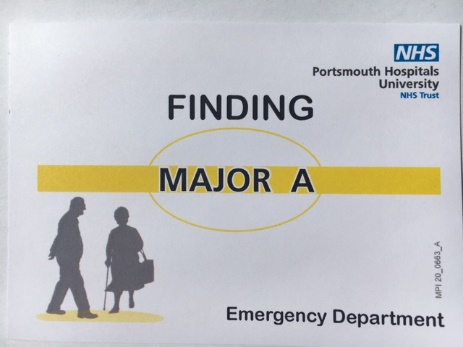 NHS
Portsmouth Hospitals
University
NHS Trust
FINDING
MAJOR A
MPI 20_0663_A
Emergency Department